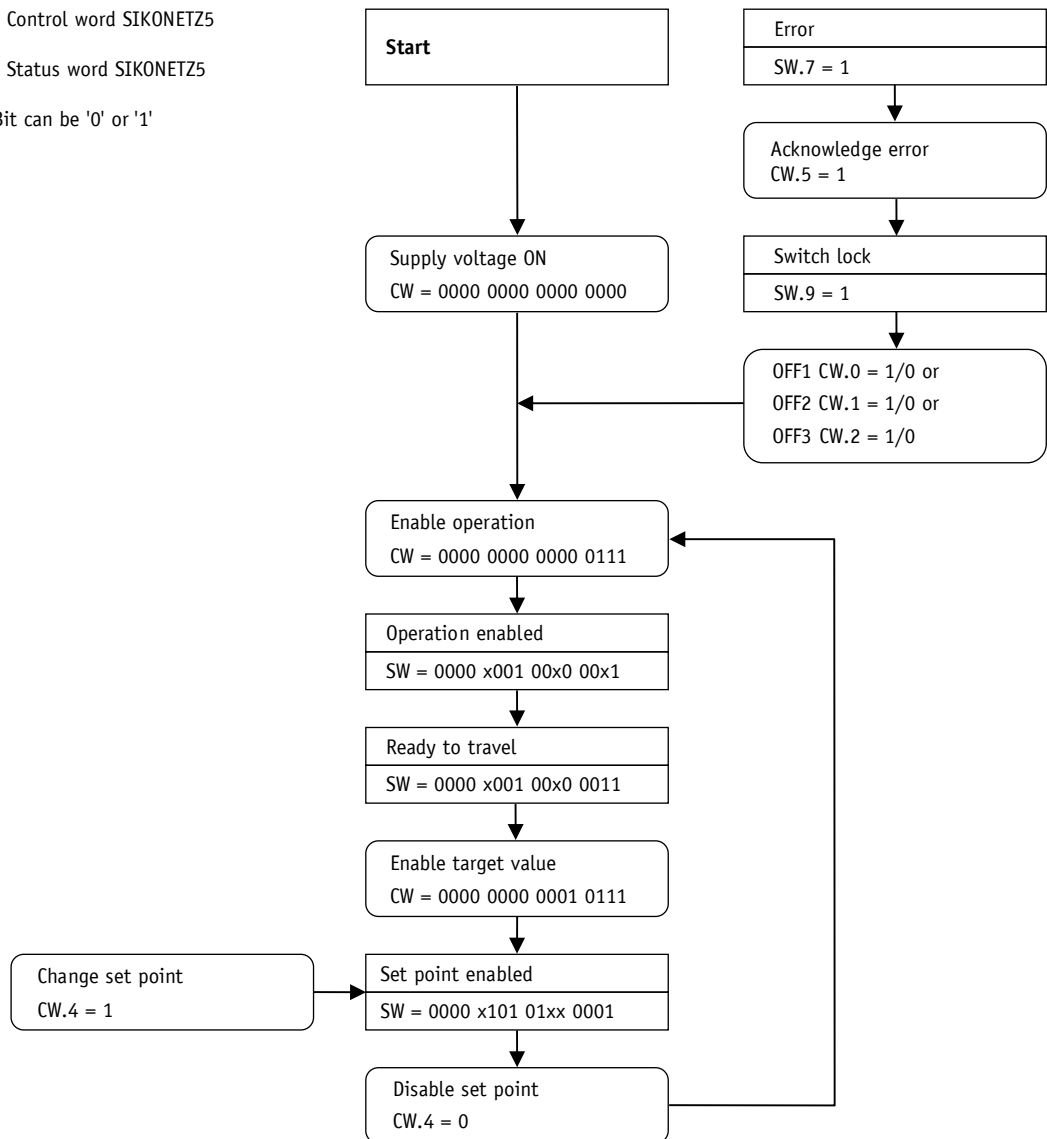 Control word SIKONETZ5
Status word SIKONETZ5
Bit can be '0' or '1'
Start
Supply voltage ON
CW = 0000 0000 0000 0000
Error
SW.7 = 1
Acknowledge error
CW.5 = 1
Switch lock
SW.9 = 1
OFF1 CW.0 = 1/0 or
OFF2 CW.1 = 1/0 or
OFF3 CW.2 = 1/0
Enable operation
CW = 0000 0000 0000 0111
Operation enabled
SW = 0000 x001 00x0 00x1
Ready to travel
SW = 0000 x001 00x0 0011
Enable target value
CW = 0000 0000 0001 0111
Change set point
CW.4 = 1
Set point enabled
SW = 0000 x101 01xx 0001
Disable set point
CW.4 = 0